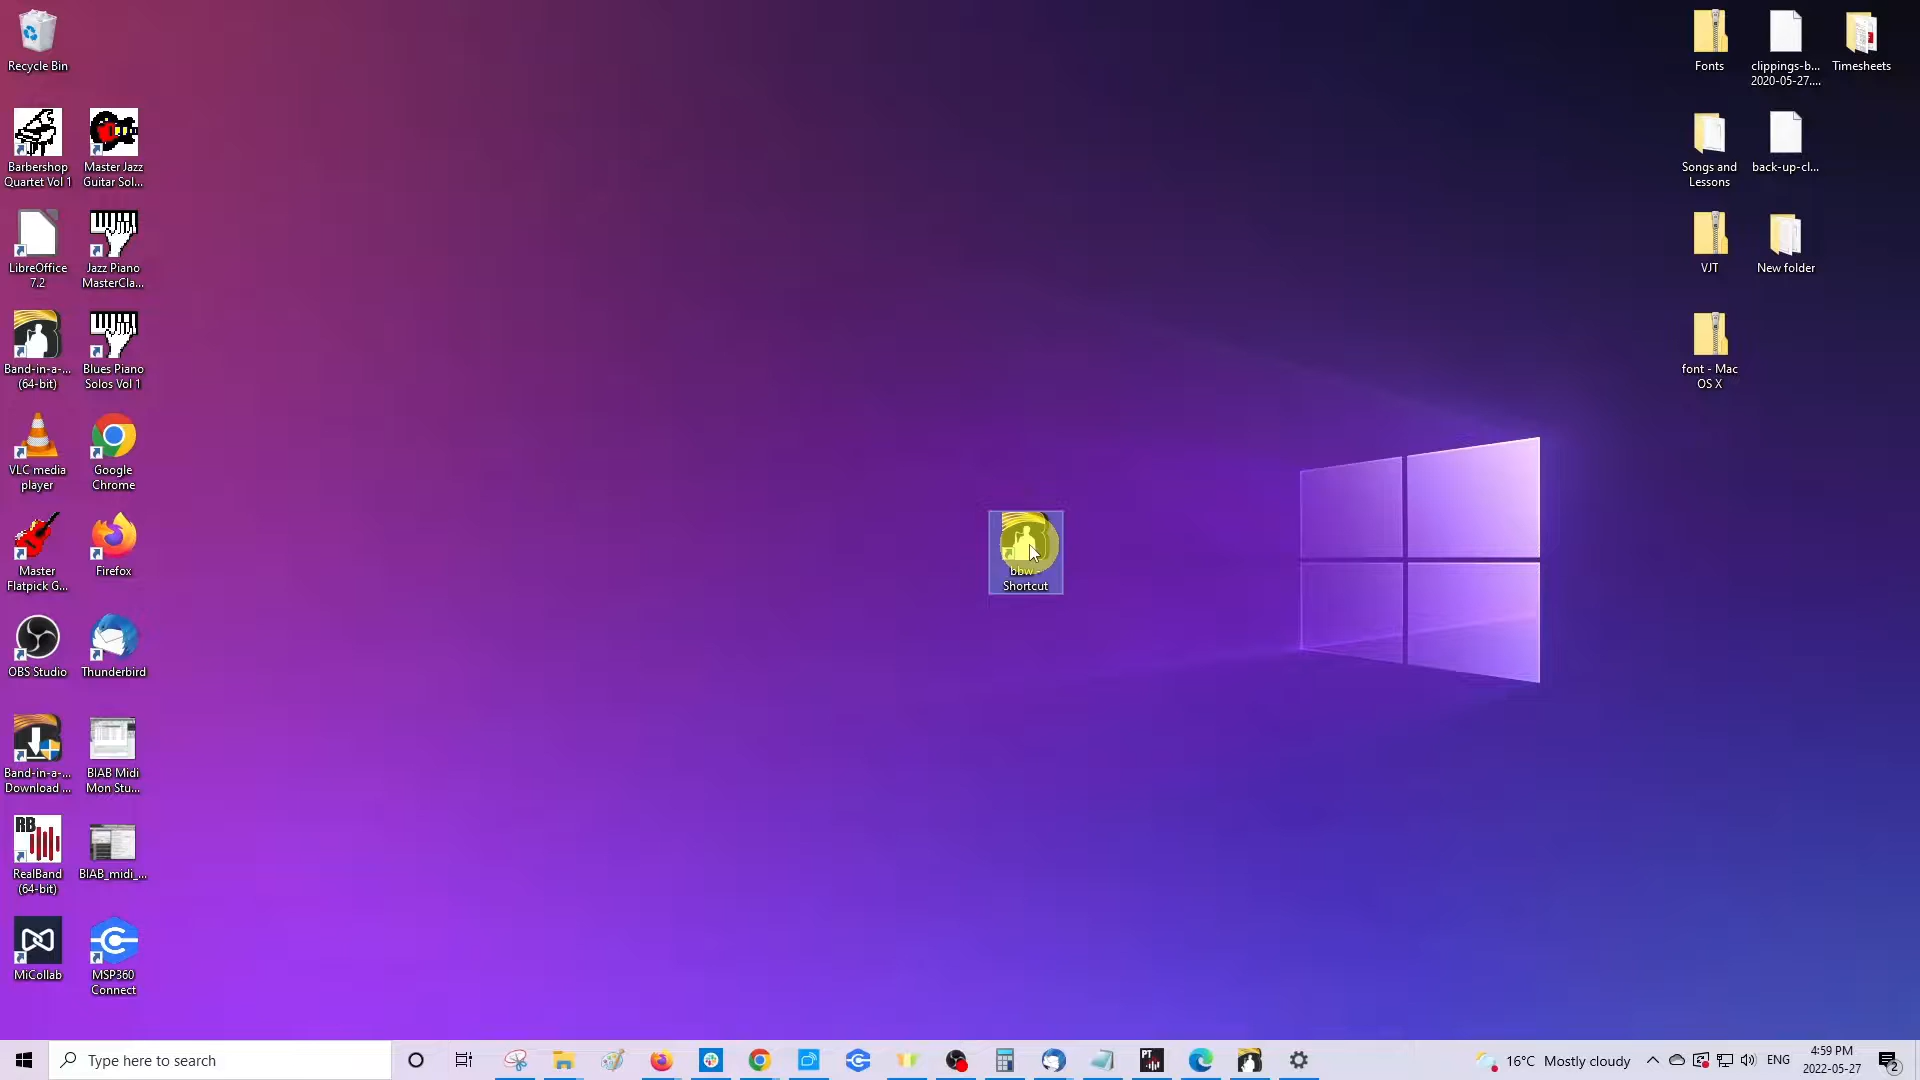 Recycle Bin
Barbershop
Quartet Vol 1
Master Jazz
Guitar Sol...
LibreOffice
7.2
Jazz Piano
MasterCla...
Band-in-a-...
(64-bit)
Blues Piano
Solos Vol 1
VLC media
player
Google
Chrome
Master
Flatpick G...
Firefox
OBS Studio
Thunderbird
Band-in-a-...
Download ...
BIAB Midi
Mon Stu...
RB
RealBand
(64-bit)
BIAB_midi_...
MiCollab
MSP360
Connect
bbw -
Shortcut
Fonts
clippings-b...
2020-05-27....
Timesheets
Songs and
Lessons
back-up-cl...
VJT
New folder
font - Mac
OS X
Type here to search
PT
16°C Mostly cloudy
ENG
4:59 PM
2022-05-27
2